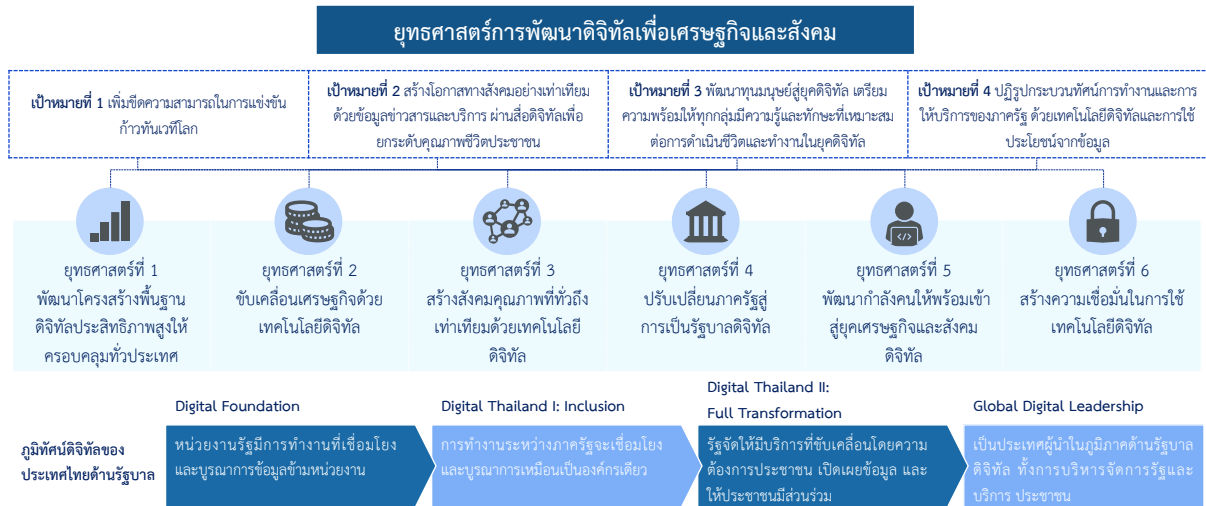 ยุทธศาสตร์การพัฒนาดิจิทัลเพื่อเศรษฐกิจและสังคม
เป้าหมายที่ 1 เพิ่มขีดความสามารถในการแข่งขัน
ก้าวทันเวทีโลก
เป้าหมายที่ 2 สร้างโอกาสทางสังคมอย่างเท่าเทียม
ด้วยข้อมูลข่าวสารและบริการ ผ่านสื่อดิจิทัลเพื่อ
ยกระดับคุณภาพชีวิตประชาชน
เป้าหมายที่ 3 พัฒนาทุนมนุษย์สู่ยุคดิจิทัล เตรียม
ความพร้อมให้ทุกกลุ่มมีความรู้และทักษะที่เหมาะสม
ต่อการดำเนินชีวิตและทำงานในยุคดิจิทัล
เป้าหมายที่ 4 ปฏิรูปกระบวนทัศน์การทำงานและการ
ให้บริการของภาครัฐ ด้วยเทคโนโลยีดิจิทัลและการใช้
ประโยชน์จากข้อมูล
ยุทธศาสตร์ที่ 1
พัฒนาโครงสร้างพื้นฐาน
ดิจิทัลประสิทธิภาพสูงให้
ครอบคลุมทั่วประเทศ
ยุทธศาสตร์ที่ 2
ขับเคลื่อนเศรษฐกิจด้วย
เทคโนโลยีดิจิทัล
ยุทธศาสตร์ที่ 3
สร้างสังคมคุณภาพที่ทั่วถึง
เท่าเทียมด้วยเทคโนโลยี
ดิจิทัล
ยุทธศาสตร์ที่ 4
ปรับเปลี่ยนภาครัฐสู่
การเป็นรัฐบาลดิจิทัล
ยุทธศาสตร์ที่ 5
พัฒนากำลังคนให้พร้อมเข้า
สู่ยุคเศรษฐกิจและสังคม
ดิจิทัล
ยุทธศาสตร์ที่ 6
สร้างความเชื่อมั่นในการใช้
เทคโนโลยีดิจิทัล
ภูมิทัศน์ดิจิทัลของ
ประเทศไทยด้านรัฐบาล
Digital Foundation
หน่วยงานรัฐมีการทำงานที่เชื่อมโยง
และบูรณาการข้อมูลข้ามหน่วยงาน
Digital Thailand I: Inclusion
การทำงานระหว่างภาครัฐจะเชื่อมโยง
และบูรณาการเหมือนเป็นองค์กรเดียว
Digital Thailand II:
Full Transformation
รัฐจัดให้มีบริการที่ขับเคลื่อนโดยความ
ต้องการประชาชน เปิดเผยข้อมูล และ
ให้ประชาชนมีส่วนร่วม
Global Digital Leadership
เป็นประเทศผู้นำในภูมิภาคด้านรัฐบาล
ดิจิทัล ทั้งการบริหารจัดการรัฐและ
บริการ ประชาชน